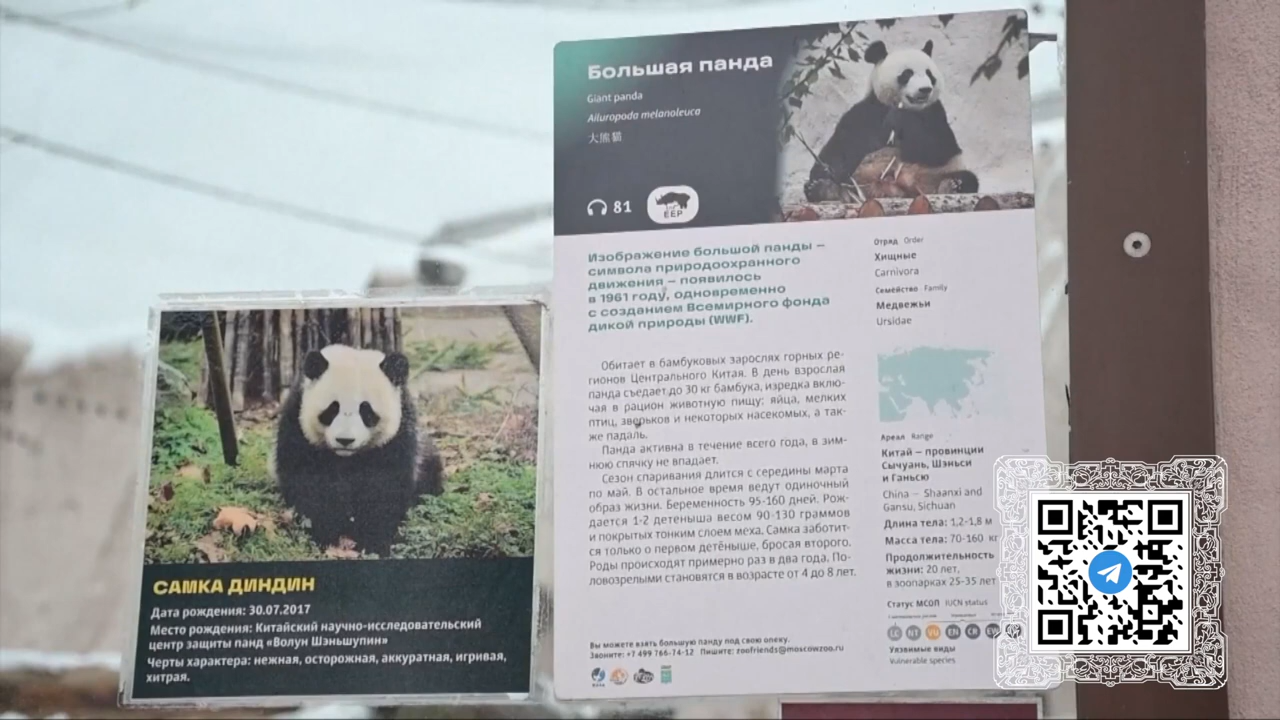 Большая панда
Giant panda
Ailuropoda melanoleuca
大熊貓
81
EEP
Изображение большой панды –
символа природоохранного
движения – появилось
в 1961 году, одновременно
с созданием Всемирного фонда
дикой природы (WWF).
Обитает в бамбуковых зарослях горных ре-
гионов Центрального Китая. В день взрослая
панда съедает до 30 кг бамбука, изредка вклю-
чая в рацион животную пищу: яйца, мелких
птиц, зверьков и некоторых насекомых, а так-
же падаль.
Панда активна в течение всего года, в зим-
нюю спячку не впадает.
Сезон спаривания длится с середины марта
по май. В остальное время ведут одиночный
образ жизни. Беременность 95-160 дней. Рож-
дается 1-2 детеныша весом 90-130 граммов
и покрытых тонким слоем меха. Самка заботит-
ся только о первом детёныше, бросая второго.
Роды происходят примерно раз в два года. По-
ловозрелыми становятся в возрасте от 4 до 8 лет.
Вы можете взять большую панду под свою опеку.
Звоните: +7 499 766-74-12 Пишите: zoofriends@moscowzoo.ru
Отряд Order
Хищные
Carnivora
Семейство Family
Медвежьи
Ursidae
Ареал Range
Китай – провинции
Сычуань, Шэньси
и Ганьсю
China – Shaanxi and
Gansu, Sichuan
Длина тела: 1,2-1,8 м
Масса тела: 70-160 кг
Продолжительность
жизни: 20 лет,
в зоопарках 25-35 лет
Статус МСОП IUCN status
LC NT VU EN CR EW
Уязвимые виды
Vulnerable species
САМКА ДИНДИН
Дата рождения: 30.07.2017
Место рождения: Китайский научно-исследовательский
центр защиты панд «Волун Шэньшупин»
Черты характера: нежная, осторожная, аккуратная, игривая,
хитрая.